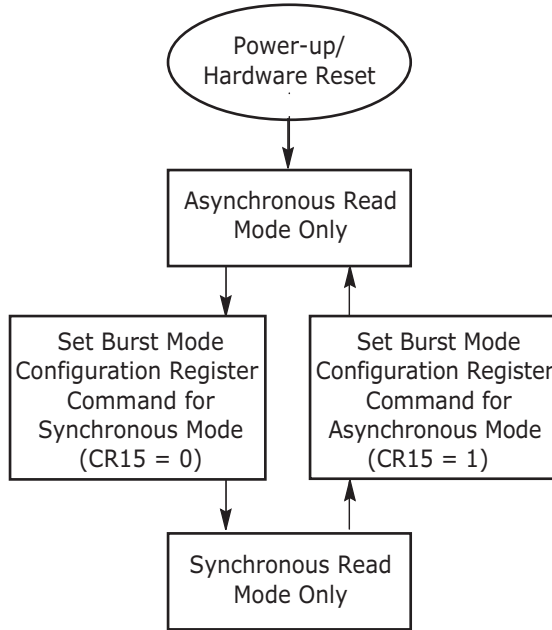 Power-up/
Hardware Reset
Asynchronous Read
Mode Only
Set Burst Mode
Configuration Register
Command for
Synchronous Mode
(CR15 = 0)
Set Burst Mode
Configuration Register
Command for
Asynchronous Mode
(CR15 = 1)
Synchronous Read
Mode Only